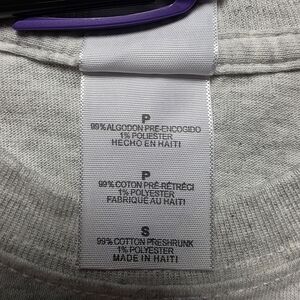 P
99% ALGODON PRE-ENCOGIDO
1% POLIESTER
HECHO EN HAITI
P
99% COTON PRÉ-RÉTRÉCI
1% POLYESTER
FABRIQUÉ AU HAITI
S
99% COTTON PRESHRUNK
1% POLYESTER
MADE IN HAITI